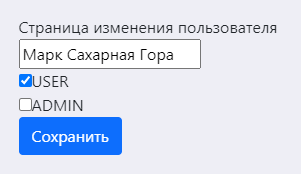 Страница изменения пользователя
Марк Сахарная Гора
USER
ADMIN
Сохранить